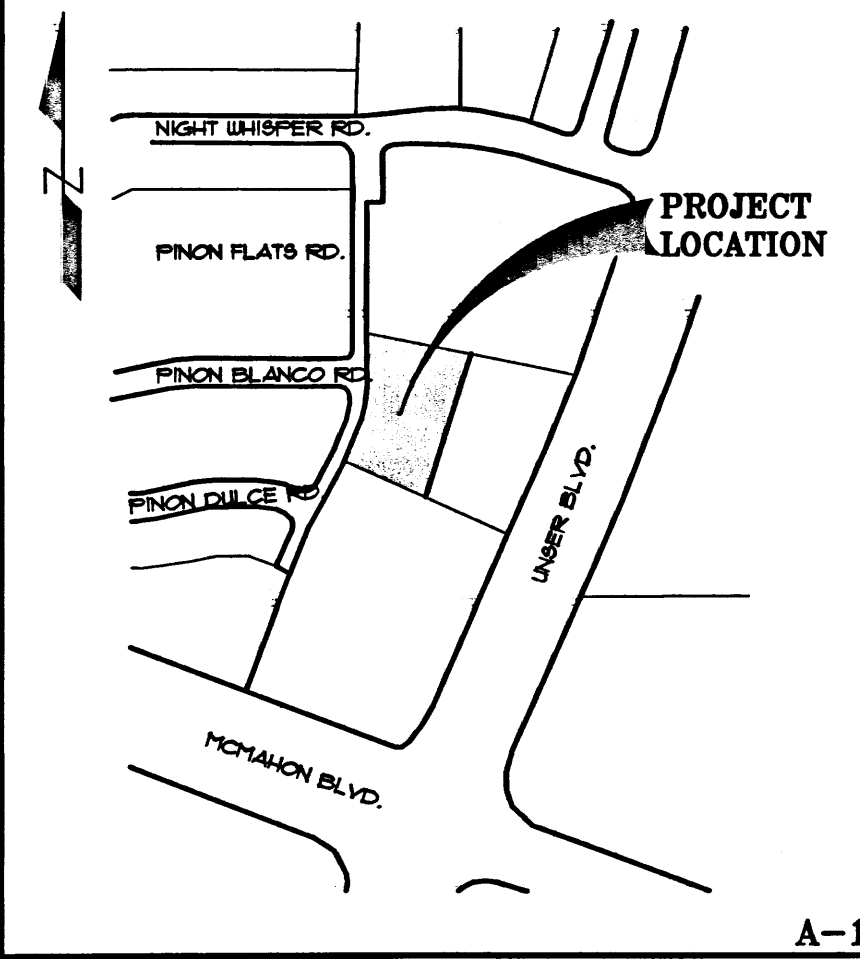 NIGHT WHISPER RD.
N
PROJECT
LOCATION
PINON FLATS RD.
PINON BLANCO RD.
PINON DULCE RD
UNSER BLVD.
MCMAHON BLVD.
A-1